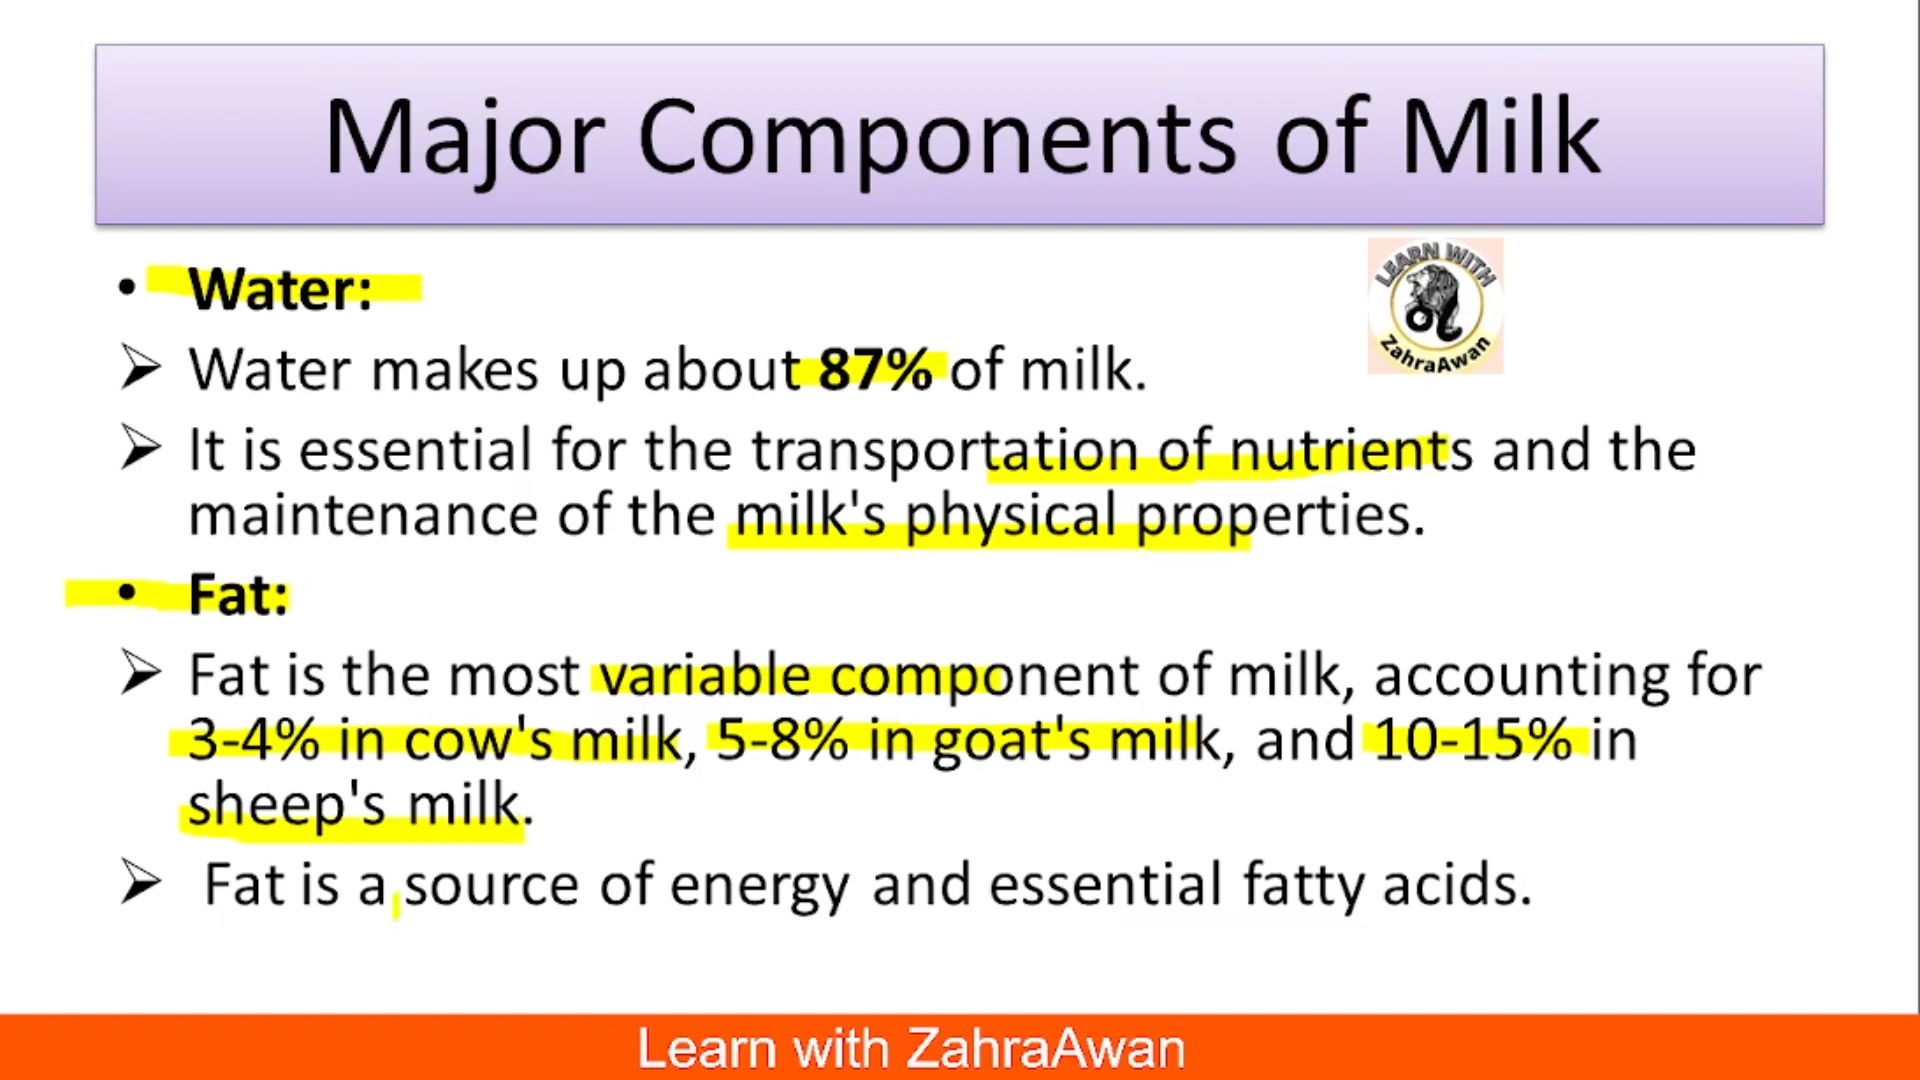 Major Components of Milk
LEARN WITH
ZahraAwan
• Water:
➢ Water makes up about 87% of milk.
➢ It is essential for the transportation of nutrients and the
maintenance of the milk's physical properties.
• Fat:
➢ Fat is the most variable component of milk, accounting for
3-4% in cow's milk, 5-8% in goat's milk, and 10-15% in
sheep's milk.
➢ Fat is a source of energy and essential fatty acids.
Learn with ZahraAwan